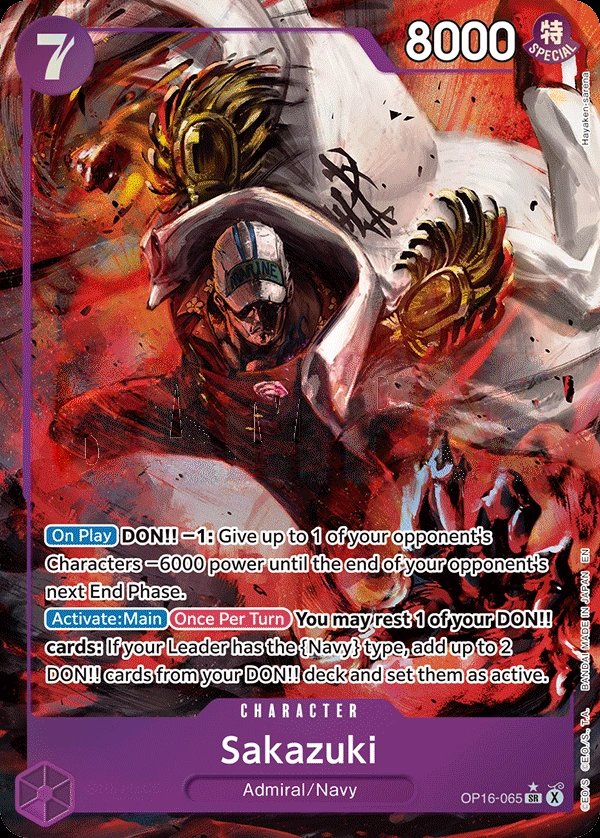 7
8000
特
SPECIAL
Hayaken-sarena
MARINE
On Play DON!! −1: Give up to 1 of your opponent's
Characters −6000 power until the end of your opponent's
next End Phase.
Activate:Main Once Per Turn You may rest 1 of your DON!!
cards: If your Leader has the {Navy} type, add up to 2
DON!! cards from your DON!! deck and set them as active.
CHARACTER
Sakazuki
Admiral/Navy
OP16-065 SR X
©EO/S ©E.O./S., T.A. BANDAI MADE IN JAPAN EN